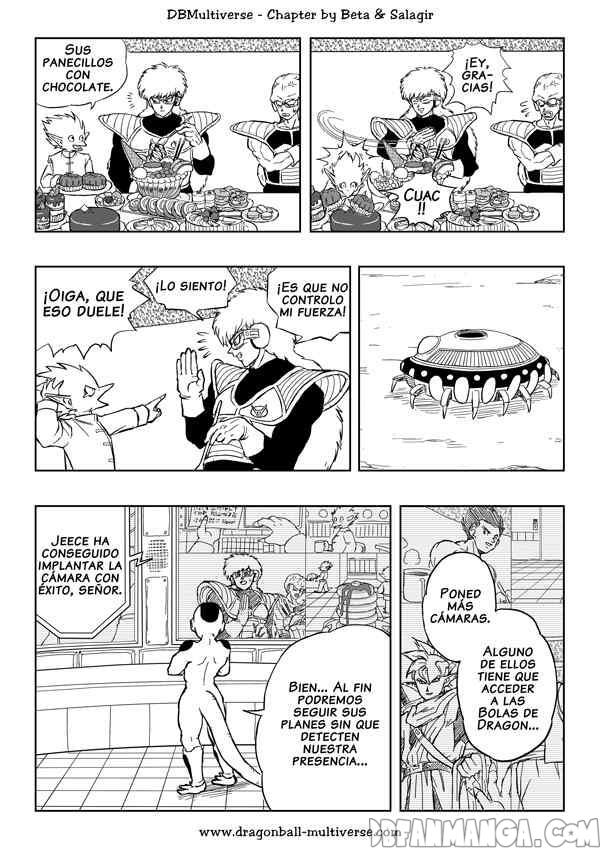 DBMultiverse - Chapter by Beta & Salagir
Sus
panecillos
con
chocolate.
¡Ey,
gra-
cias!
Cuac
!!
¡Oiga, que
eso duele!
¡Lo siento!
¡Es que no
controlo
mi fuerza!
Jeece ha
conseguido
implantar la
cámara con
éxito, señor.
Bien... Al fin
podremos
seguir sus
planes sin que
detecten
nuestra
presencia...
Poned
más
cámaras.
Alguno
de ellos
tiene que
acceder
a las
Bolas de
Dragon...
www.dragonball-multiverse.com
DBFANMANGA.COM